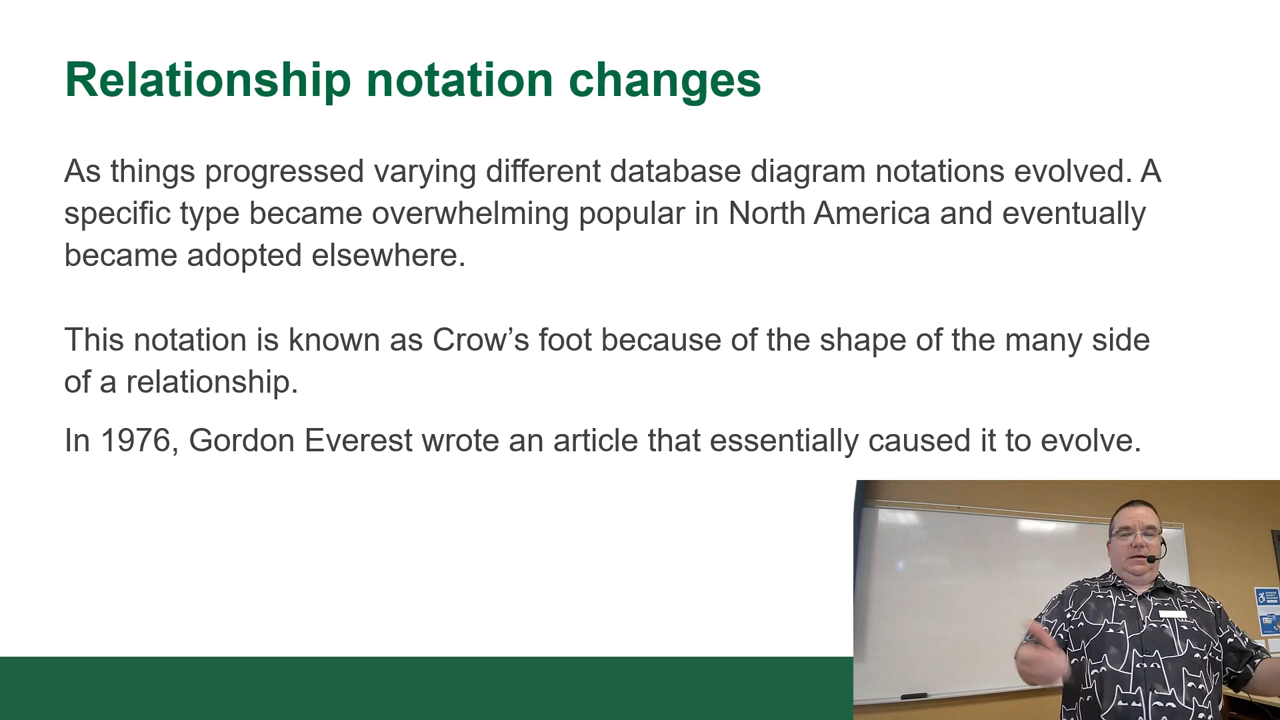 Relationship notation changes
As things progressed varying different database diagram notations evolved. A
specific type became overwhelming popular in North America and eventually
became adopted elsewhere.
This notation is known as Crow’s foot because of the shape of the many side
of a relationship.
In 1976, Gordon Everest wrote an article that essentially caused it to evolve.